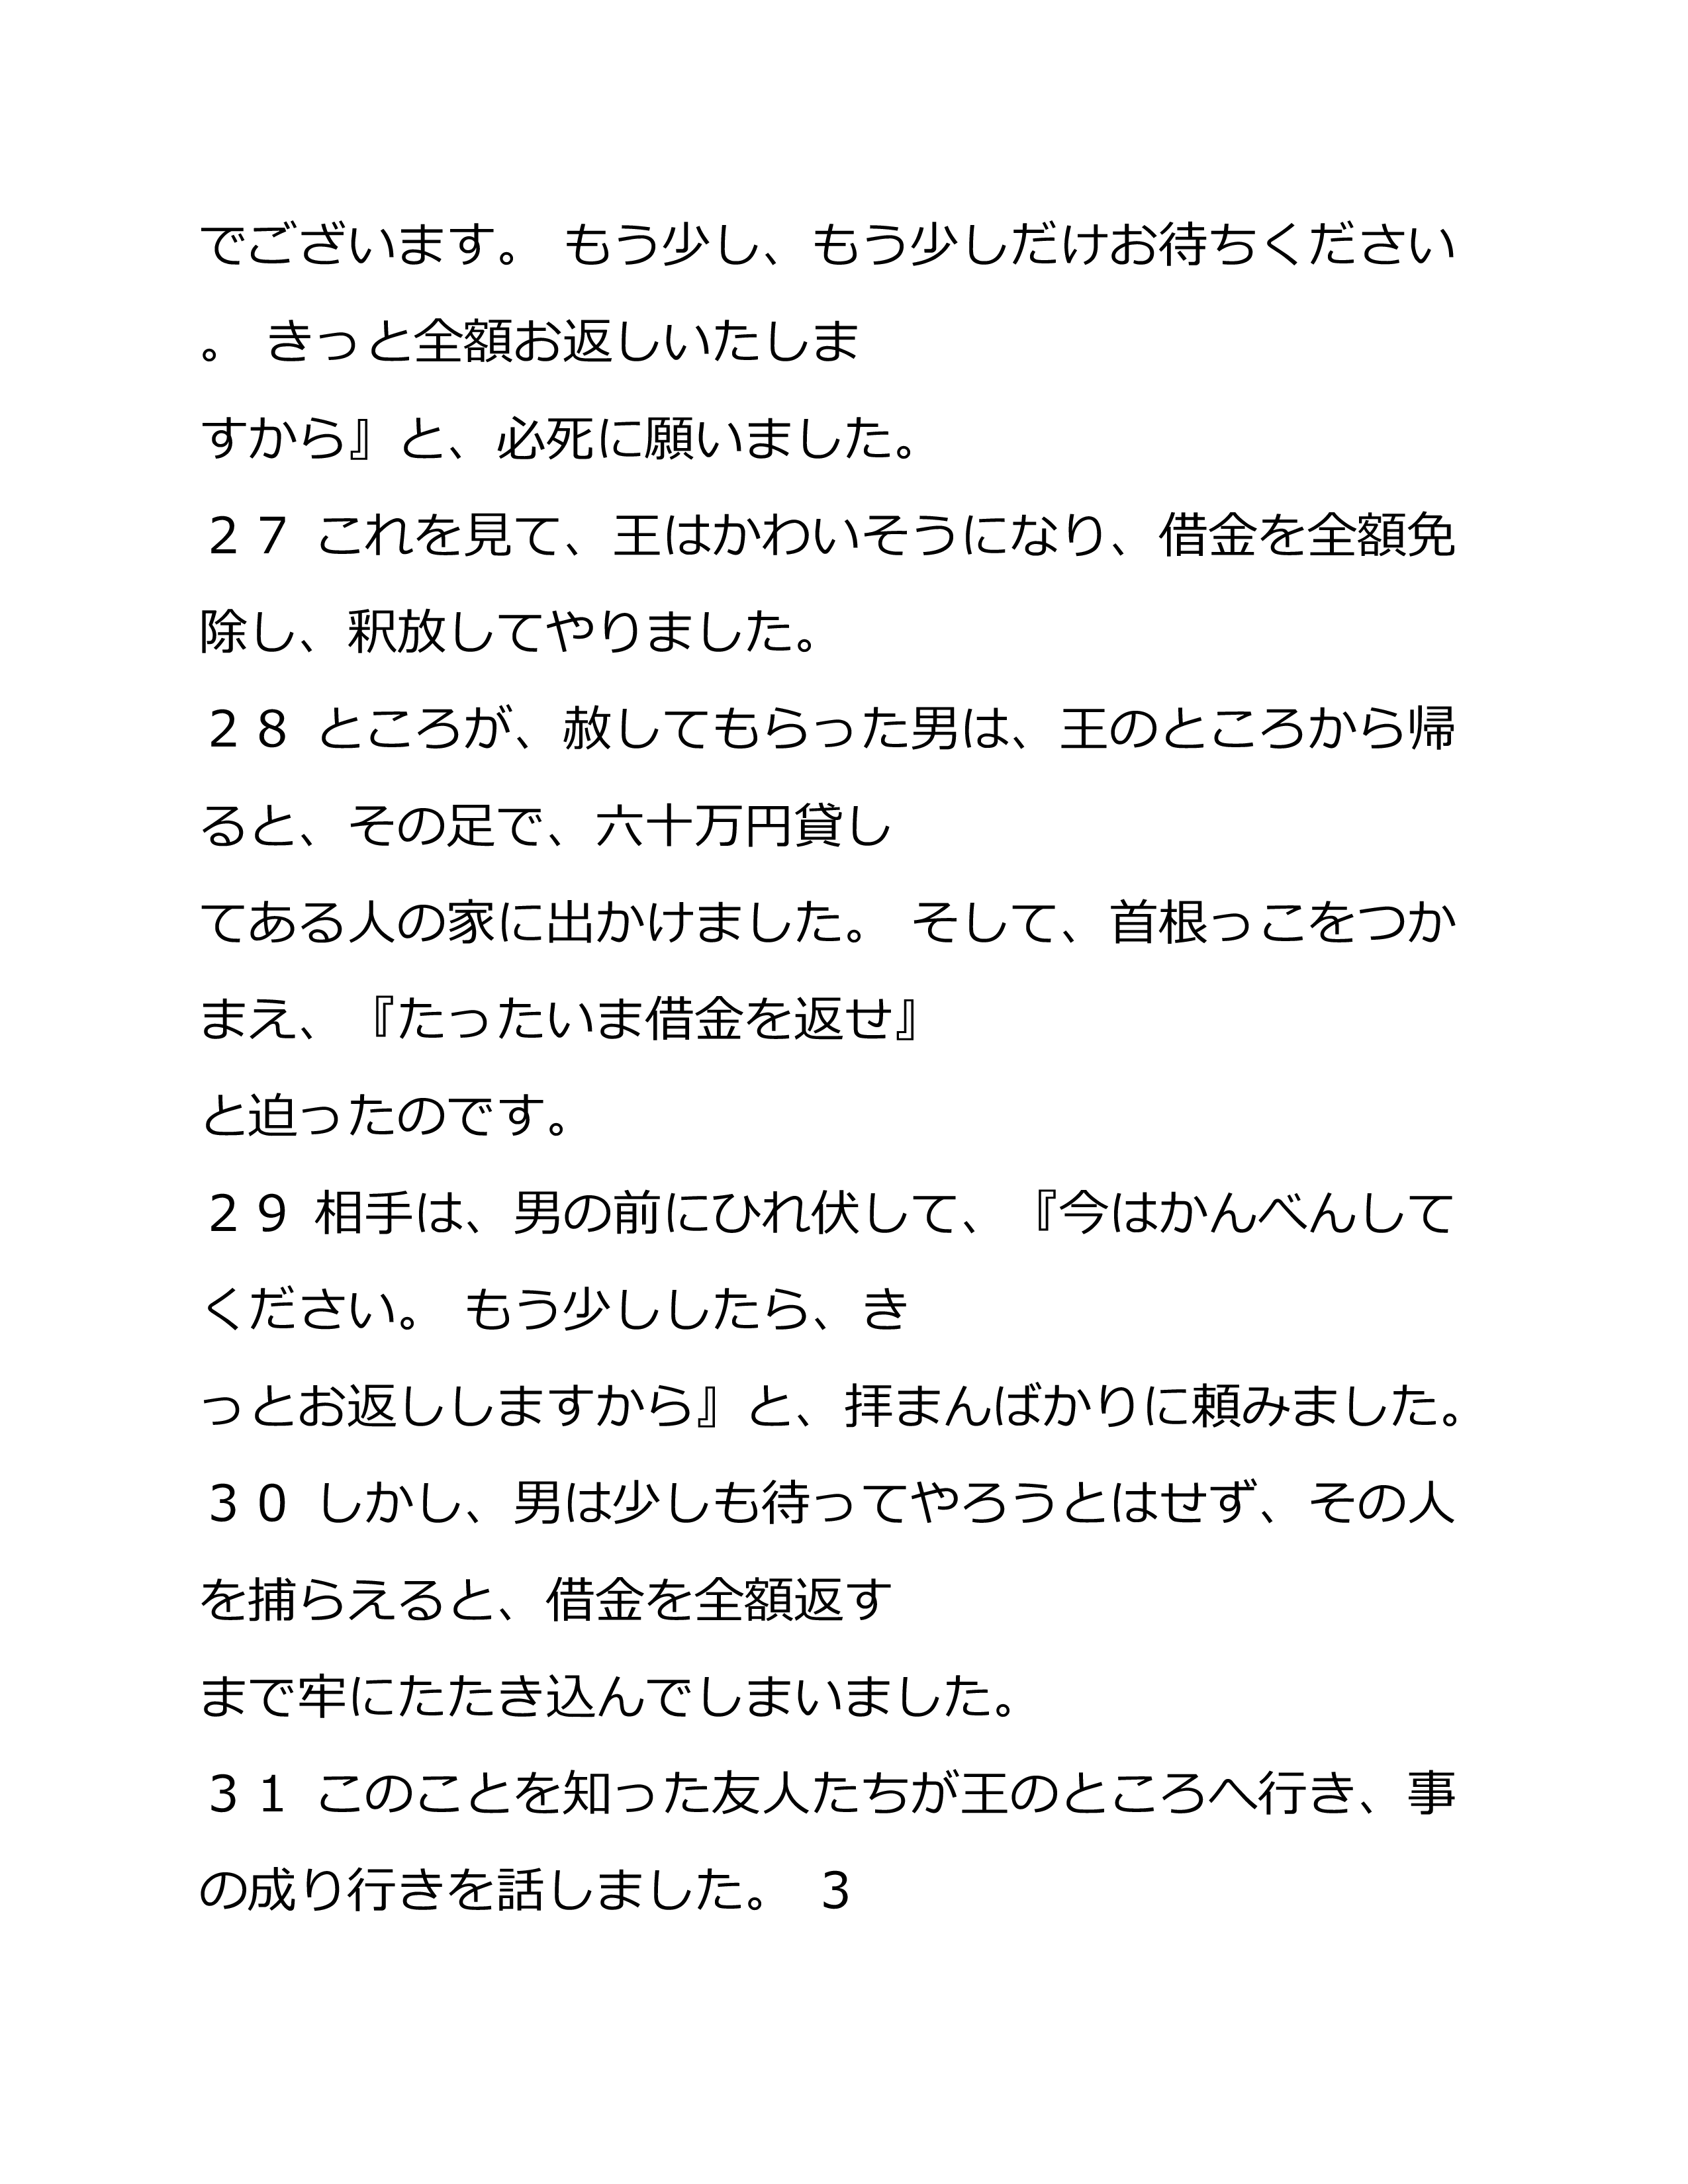 でございます。 もう少し、もう少しだけお待ちください
。 きっと全額お返しいたしま
すから』と、必死に願いました。
２７ これを見て、王はかわいそうになり、借金を全額免
除し、釈放してやりました。
２８ ところが、赦してもらった男は、王のところから帰
ると、その足で、六十万円貸し
てある人の家に出かけました。 そして、首根っこをつか
まえ、『たったいま借金を返せ』
と迫ったのです。
２９ 相手は、男の前にひれ伏して、『今はかんべんして
ください。 もう少ししたら、き
っとお返ししますから』と、拝まんばかりに頼みました。
３０ しかし、男は少しも待ってやろうとはせず、その人
を捕らえると、借金を全額返す
まで牢にたたき込んでしまいました。
３１ このことを知った友人たちが王のところへ行き、事
の成り行きを話しました。 ３